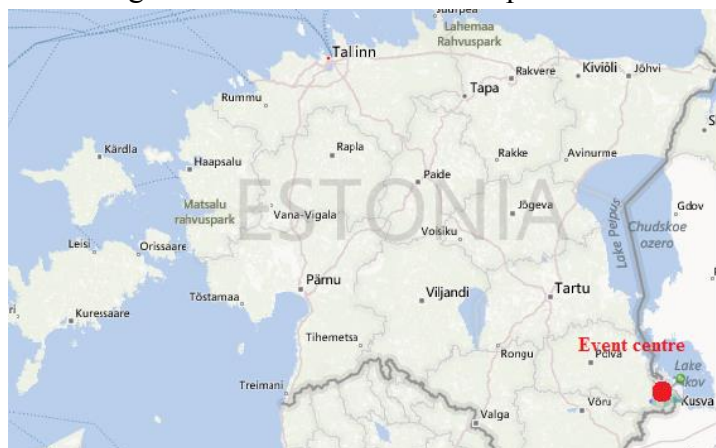 Lahemaa
Rahvuspark
Tallinn
Rakvere
Kiviõli
Jõhvi
Tapa
Rummu
Kärdla
Haapsalu
Rapla
Paide
Rakke
Avinurme
Matsalu
rahvuspark
ESTONIA
Vana-Vigala
Jõgeva
Voisiku
Lake Peipus
Gdov
Chudskoe
ozero
Leisi
Orissaare
Kuressaare
Tõstamaa
Pärnu
Viljandi
Tartu
Tihemetsa
Rongu
Event centre
Põlva
Lake
Treimani
Valga
Võru
Kusva